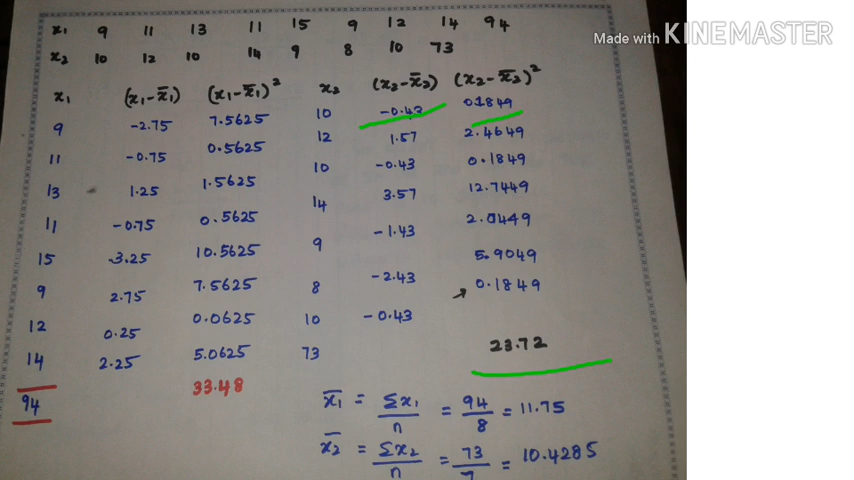 x1 9 11 13 11 15 9 12 14 94
Made with KINEMASTER
x2 10 12 10 14 9 8 10 73
x1 (x1-x̄1) (x1-x̄1)² x2 (x2-x̄2) (x2-x̄2)²
9 -2.75 7.5625 10 -0.43 0.1849
11 -0.75 0.5625 12 1.57 2.4649
13 1.25 1.5625 10 -0.43 0.1849
11 -0.75 0.5625 14 3.57 12.7449
15 3.25 10.5625 9 -1.43 2.0449
9 2.75 7.5625 8 -2.43 5.9049
12 0.25 0.0625 10 -0.43 0.1849
14 2.25 5.0625 73 23.72
94 33.48
x̄1 = Σx1/n = 94/8 = 11.75
x̄2 = Σx2/n = 73/7 = 10.4285